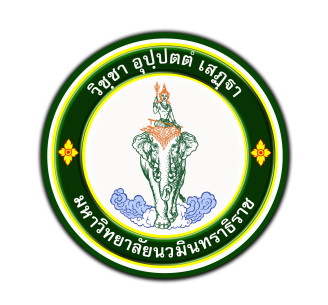 วิชฺชา อุปฺปตตํ เสฏฺฐา
มหาวิทยาลัยนวมินทราธิราช